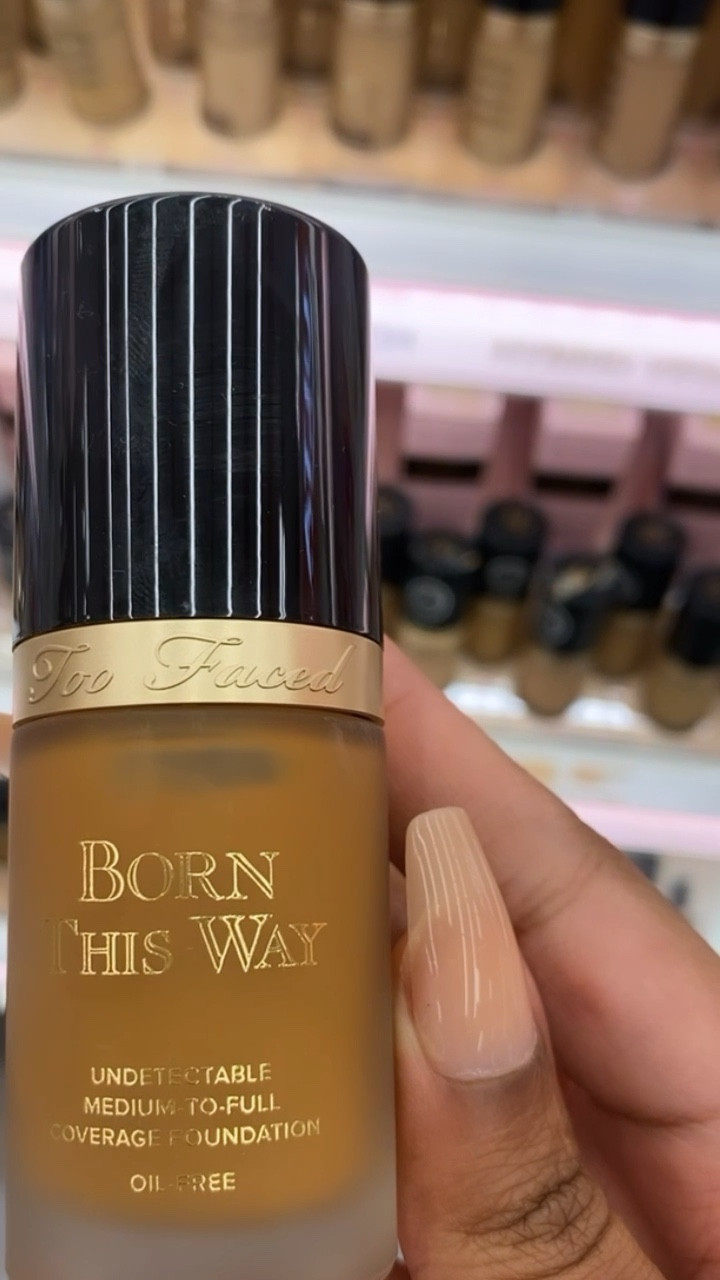 Too Faced
BORN
THIS WAY
UNDETECTABLE
MEDIUM-TO-FULL
COVERAGE FOUNDATION
OIL-FREE